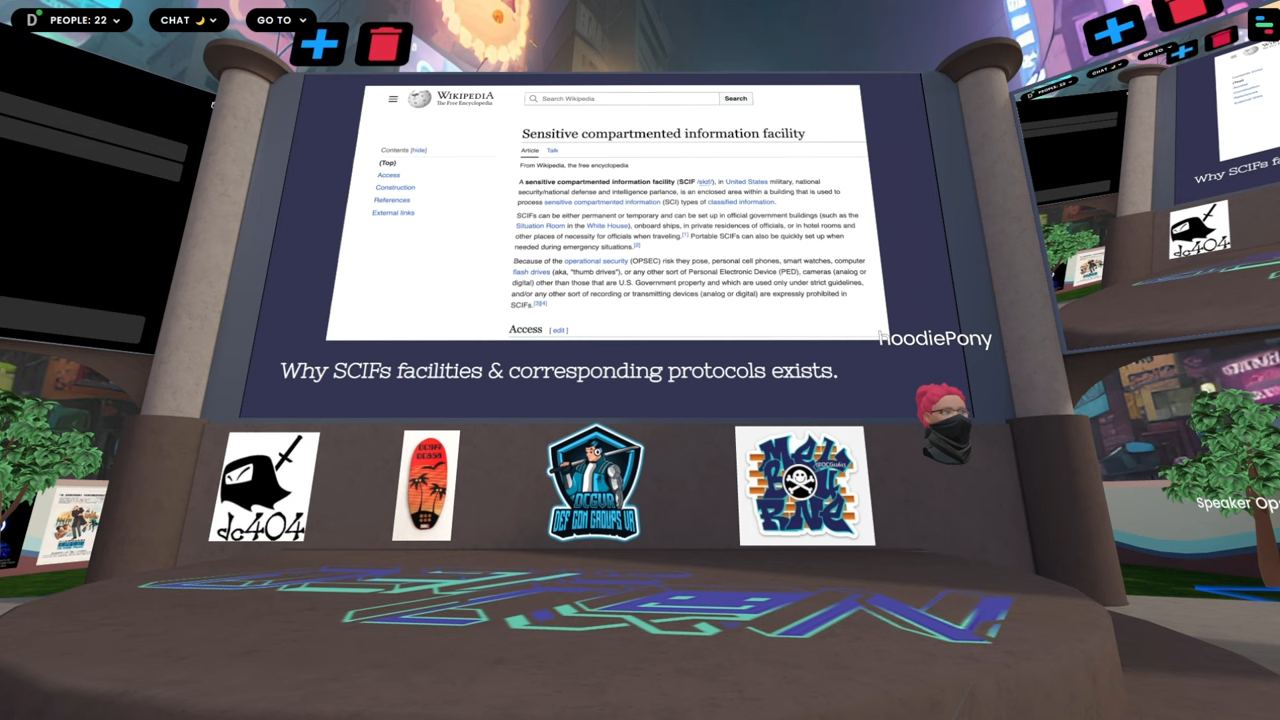 PEOPLE: 22
CHAT
GO TO
WIKIPEDIA
The Free Encyclopedia
Search Wikipedia
Search
Contents [hide]
(Top)
Access
Construction
References
External links
Sensitive compartmented information facility
Article Talk
From Wikipedia, the free encyclopedia
A sensitive compartmented information facility (SCIF /skɪf/), in United States military, national
security/national defense and intelligence parlance, is an enclosed area within a building that is used to
process sensitive compartmented information (SCI) types of classified information.
SCIFs can be either permanent or temporary and can be set up in official government buildings (such as the
Situation Room in the White House), onboard ships, in private residences of officials, or in hotel rooms and
other places of necessity for officials when traveling.[1] Portable SCIFs can also be quickly set up when
needed during emergency situations.[2]
Because of the operational security (OPSEC) risk they pose, personal cell phones, smart watches, computer
flash drives (aka, "thumb drives"), or any other sort of Personal Electronic Device (PED), cameras (analog or
digital) other than those that are U.S. Government property and which are used only under strict guidelines,
and/or any other sort of recording or transmitting devices (analog or digital) are expressly prohibited in
SCIFs.[3][4]
Access [ edit ]
Why SCIFs facilities & corresponding protocols exists.
hoodiePony
dc404
DCGVR
DEF CON GROUPS VR
PEOPLE: 22
CHAT
GO TO
Why SCIFs fa
dc404
Speaker Op